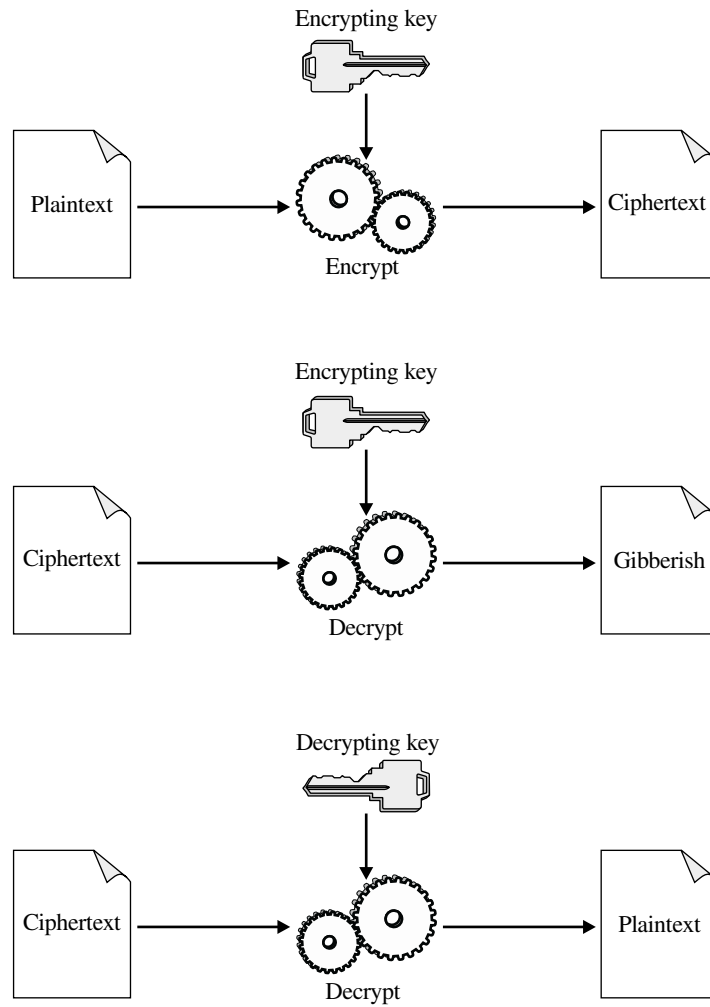 Encrypting key
Plaintext
Ciphertext
Encrypt
Encrypting key
Ciphertext
Gibberish
Decrypt
Decrypting key
Ciphertext
Plaintext
Decrypt